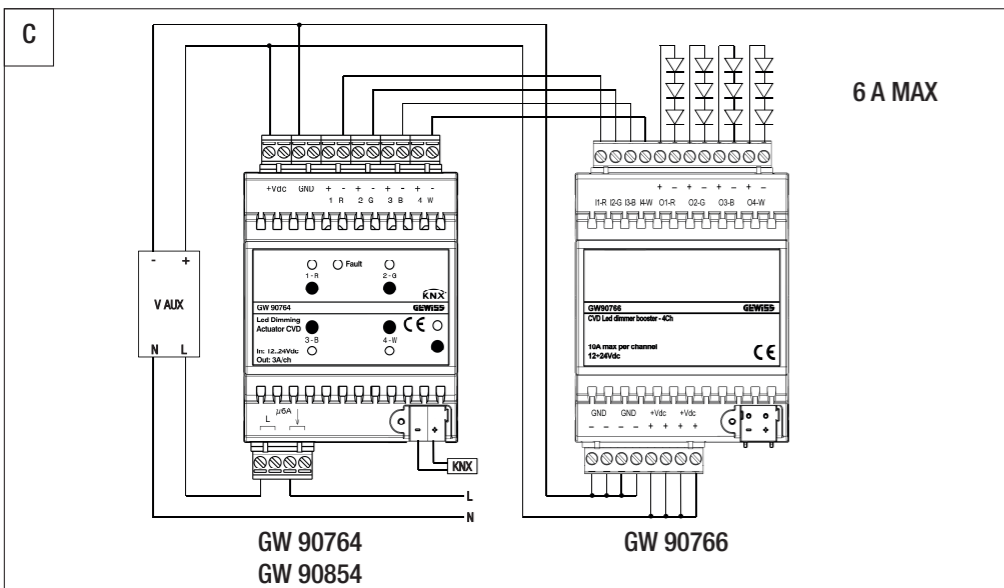 C
6 A MAX
+Vdc GND + - + - + - + -
1 R 2 G 3 B 4 W
+ - + - + - + -
I1-R I2-G I3-B I4-W O1-R O2-G O3-B O4-W
- +
V AUX
N L
Fault
1 - R 2 - G
KNX
GW 90764 GEWISS
Led Dimming
Actuator CVD
CE
3 - B 4 - W
In: 12..24Vdc
Out: 3A/ch
GW90766 GEWISS
CVD Led dimmer booster - 4Ch
10A max per channel
12÷24Vdc
CE
L μ6A
- +
KNX
GND GND +Vdc +Vdc
- - - - + + + +
L
N
GW 90764
GW 90854
GW 90766